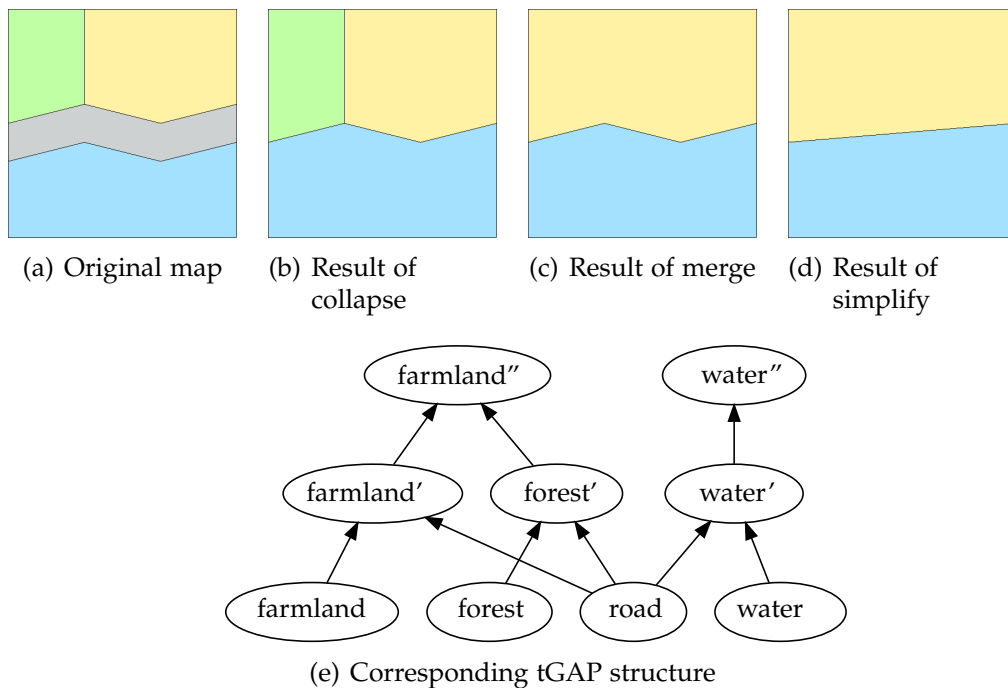 (a) Original map
(b) Result of
collapse
(c) Result of merge
(d) Result of
simplify
farmland″
water″
farmland′
forest′
water′
farmland
forest
road
water
(e) Corresponding tGAP structure